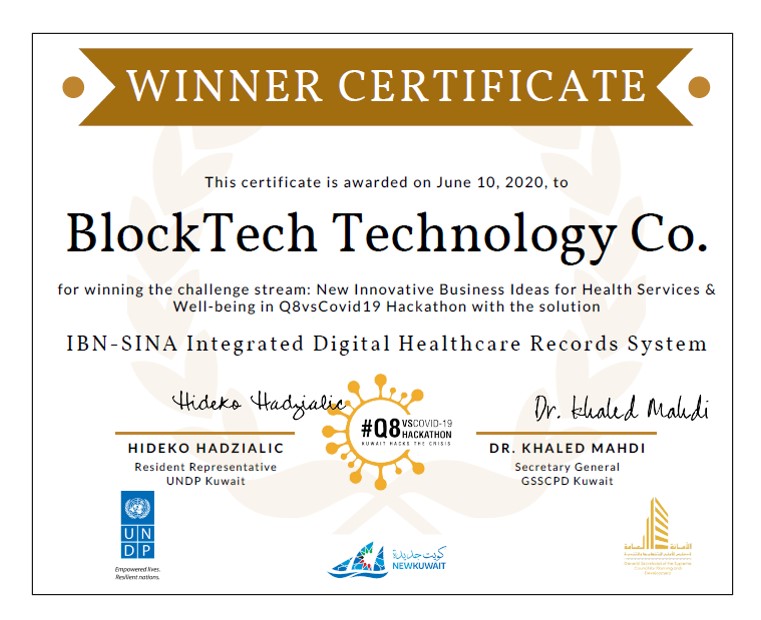 WINNER CERTIFICATE
This certificate is awarded on June 10, 2020, to
BlockTech Technology Co.
for winning the challenge stream: New Innovative Business Ideas for Health Services &
Well-being in Q8vsCovid19 Hackathon with the solution
IBN-SINA Integrated Digital Healthcare Records System
Hideko Hadzialic
Dr. Khaled Mahdi
#Q8 VSCOVID-19
HACKATHON
KUWAIT HACKS THE CRISIS
HIDEKO HADZIALIC
Resident Representative
UNDP Kuwait
DR. KHALED MAHDI
Secretary General
GSSCPD Kuwait
U N
D P
Empowered lives.
Resilient nations.
كويت جديدة
NEWKUWAIT
الأمانة العامة